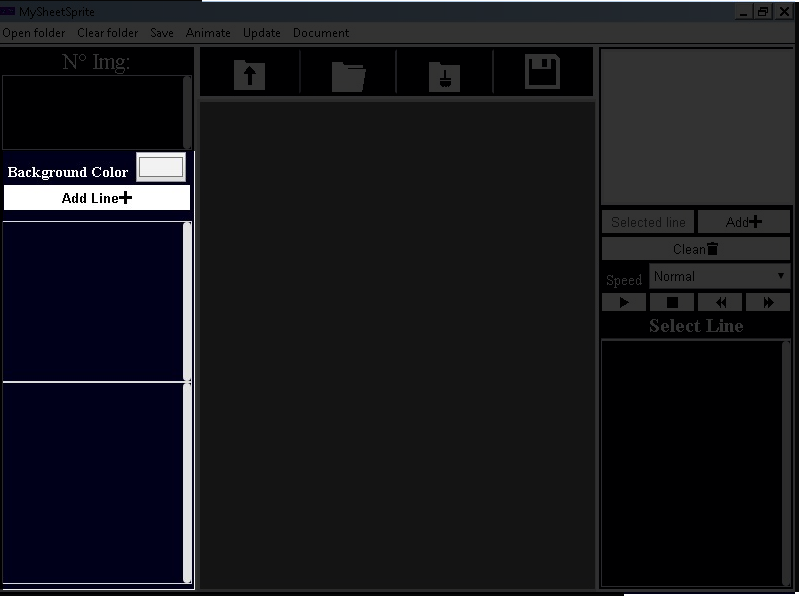 MySheetSprite
Open folder Clear folder Save Animate Update Document
N° Img:
Background Color
Add Line
Selected line Add
Clean
Speed Normal
Select Line